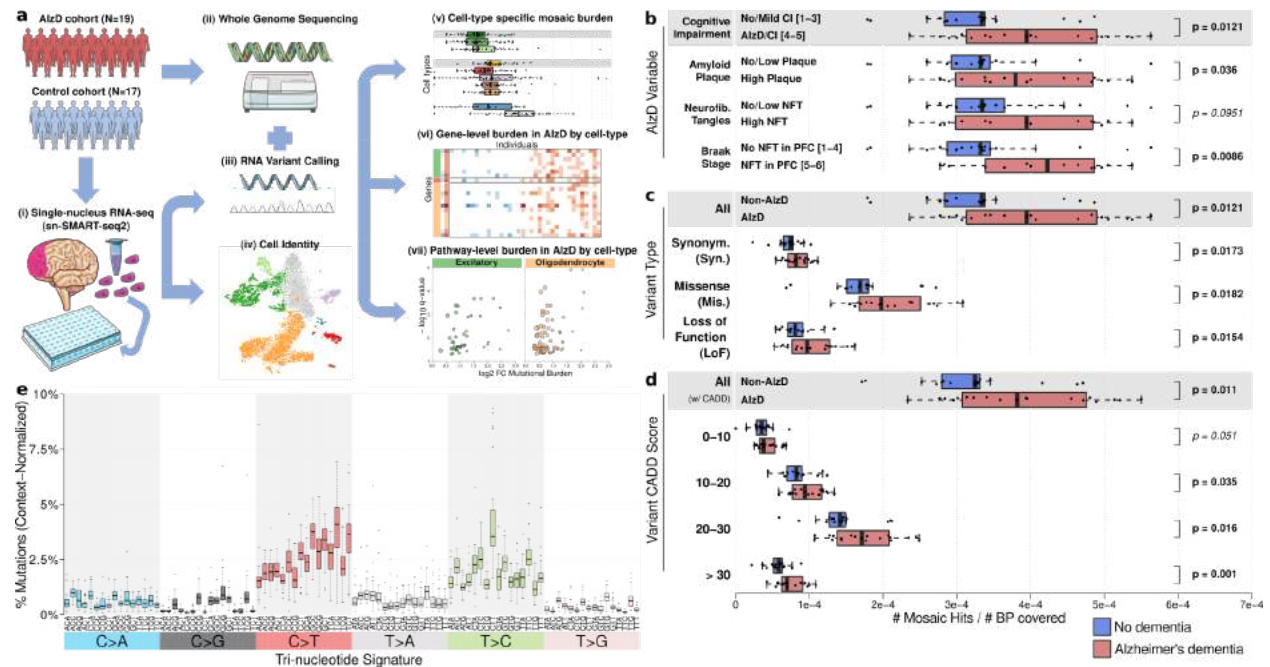 a
AlzD cohort (N=19)
Control cohort (N=17)
(i) Single-nucleus RNA-seq
(sn-SMART-seq2)
(ii) Whole Genome Sequencing
(iii) RNA Variant Calling
(iv) Cell Identity
(v) Cell-type specific mosaic burden
Cell types
(vi) Gene-level burden in AlzD by cell-type
Individuals
Genes
(vii) Pathway-level burden in AlzD by cell-type
Excitatory
Oligodendrocyte
−log10 q-value
log2 FC Mutational Burden
b
AlzD Variable
Cognitive
Impairment
No/Mild CI [1−3]
AlzD/CI [4−5]
p = 0.0121
Amyloid
Plaque
No/Low Plaque
High Plaque
p = 0.036
Neurofib.
Tangles
No/Low NFT
High NFT
p = 0.0951
Braak
Stage
No NFT in PFC [1−4]
NFT in PFC [5−6]
p = 0.0086
c
Variant Type
All
Non-AlzD
AlzD
p = 0.0121
Synonym.
(Syn.)
p = 0.0173
Missense
(Mis.)
p = 0.0182
Loss of
Function
(LoF)
p = 0.0154
d
Variant CADD Score
All
(w/ CADD)
Non-AlzD
AlzD
p = 0.011
0−10
p = 0.051
10−20
p = 0.035
20−30
p = 0.016
> 30
p = 0.001
0 1e−4 2e−4 3e−4 4e−4 5e−4 6e−4 7e−4
# Mosaic Hits / # BP covered
No dementia
Alzheimer's dementia
e
% Mutations (Context−Normalized)
10%
7.5%
5%
2.5%
0%
C>A C>G C>T T>A T>C T>G
Tri-nucleotide Signature